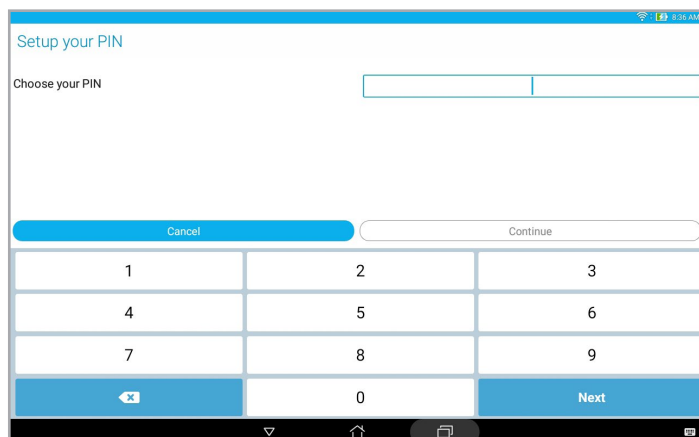 8:36 AM
Setup your PIN
Choose your PIN
Cancel Continue
1 2 3
4 5 6
7 8 9
0 Next